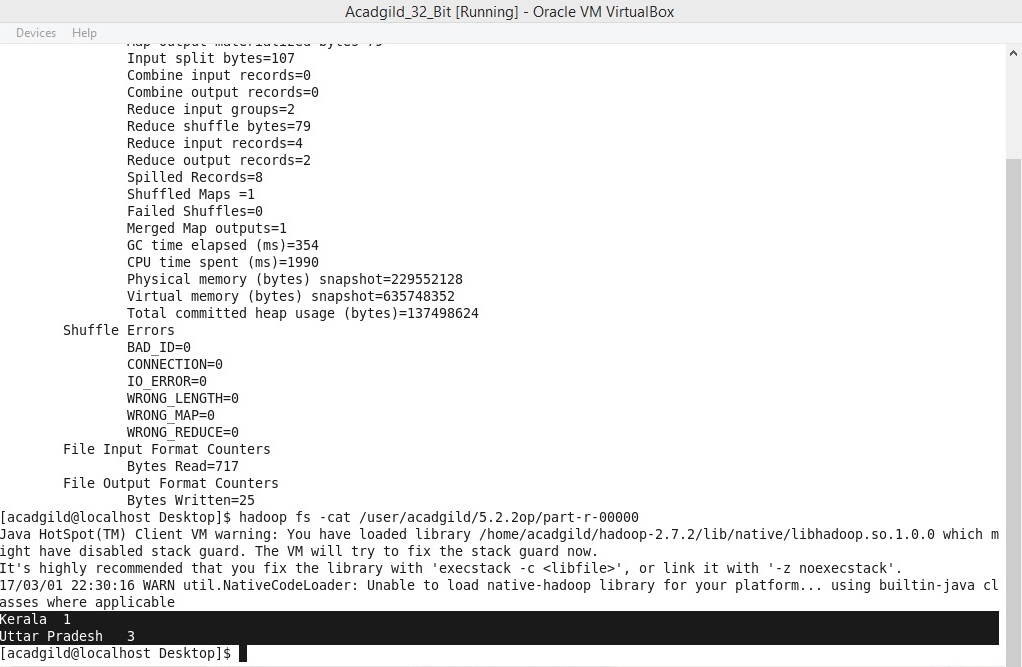 Acadgild_32_Bit [Running] - Oracle VM VirtualBox
Devices Help
Map output materialized bytes=79
Input split bytes=107
Combine input records=0
Combine output records=0
Reduce input groups=2
Reduce shuffle bytes=79
Reduce input records=4
Reduce output records=2
Spilled Records=8
Shuffled Maps =1
Failed Shuffles=0
Merged Map outputs=1
GC time elapsed (ms)=354
CPU time spent (ms)=1990
Physical memory (bytes) snapshot=229552128
Virtual memory (bytes) snapshot=635748352
Total committed heap usage (bytes)=137498624
Shuffle Errors
BAD_ID=0
CONNECTION=0
IO_ERROR=0
WRONG_LENGTH=0
WRONG_MAP=0
WRONG_REDUCE=0
File Input Format Counters
Bytes Read=717
File Output Format Counters
Bytes Written=25
[acadgild@localhost Desktop]$ hadoop fs -cat /user/acadgild/5.2.2op/part-r-00000
Java HotSpot(TM) Client VM warning: You have loaded library /home/acadgild/hadoop-2.7.2/lib/native/libhadoop.so.1.0.0 which m
ight have disabled stack guard. The VM will try to fix the stack guard now.
It's highly recommended that you fix the library with 'execstack -c <libfile>', or link it with '-z noexecstack'.
17/03/01 22:30:16 WARN util.NativeCodeLoader: Unable to load native-hadoop library for your platform... using builtin-java cl
asses where applicable
Kerala 1
Uttar Pradesh 3
[acadgild@localhost Desktop]$